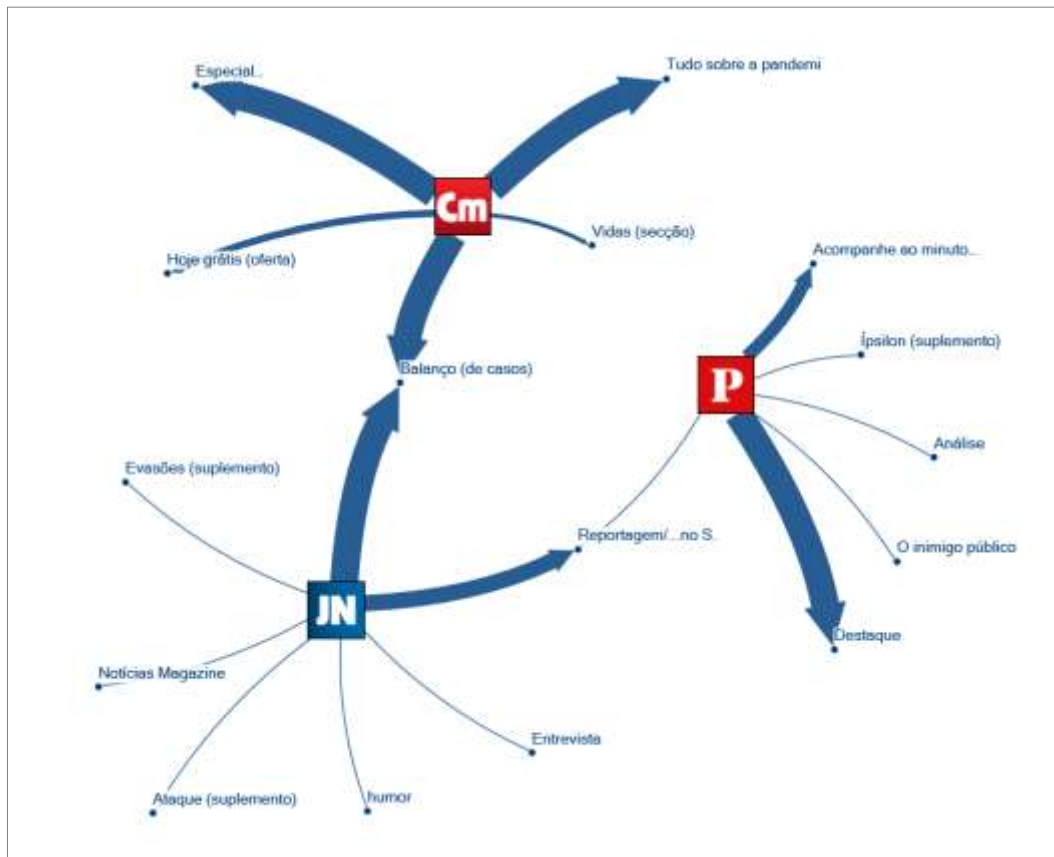 Especial..
Tudo sobre a pandemi
Cm
Hoje grátis (oferta)
Vidas (secção)
Acompanhe ao minuto...
Balanço (de casos)
Ípsilon (suplemento)
P
Análise
Evasões (suplemento)
Reportagem/...no S.
O inimigo público
JN
Destaque
Notícias Magazine
Entrevista
Ataque (suplemento)
humor